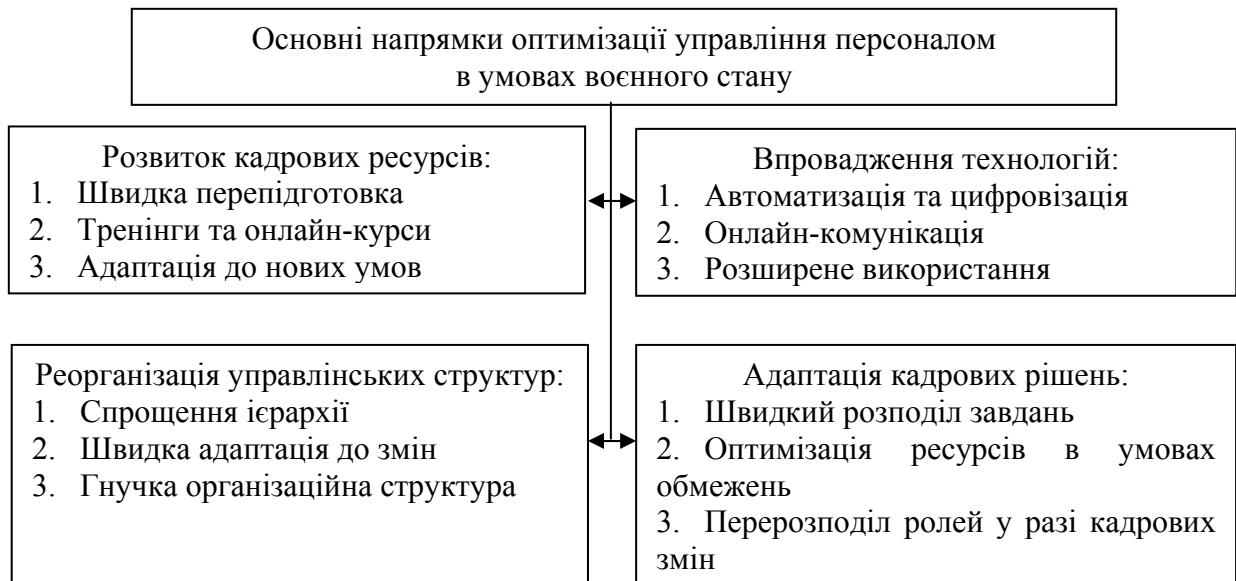 Основні напрямки оптимізації управління персоналом
в умовах воєнного стану
Розвиток кадрових ресурсів:
1. Швидка перепідготовка
2. Тренінги та онлайн-курси
3. Адаптація до нових умов
Впровадження технологій:
1. Автоматизація та цифровізація
2. Онлайн-комунікація
3. Розширене використання
Реорганізація управлінських структур:
1. Спрощення ієрархії
2. Швидка адаптація до змін
3. Гнучка організаційна структура
Адаптація кадрових рішень:
1. Швидкий розподіл завдань
2. Оптимізація ресурсів в умовах
обмежень
3. Перерозподіл ролей у разі кадрових
змін